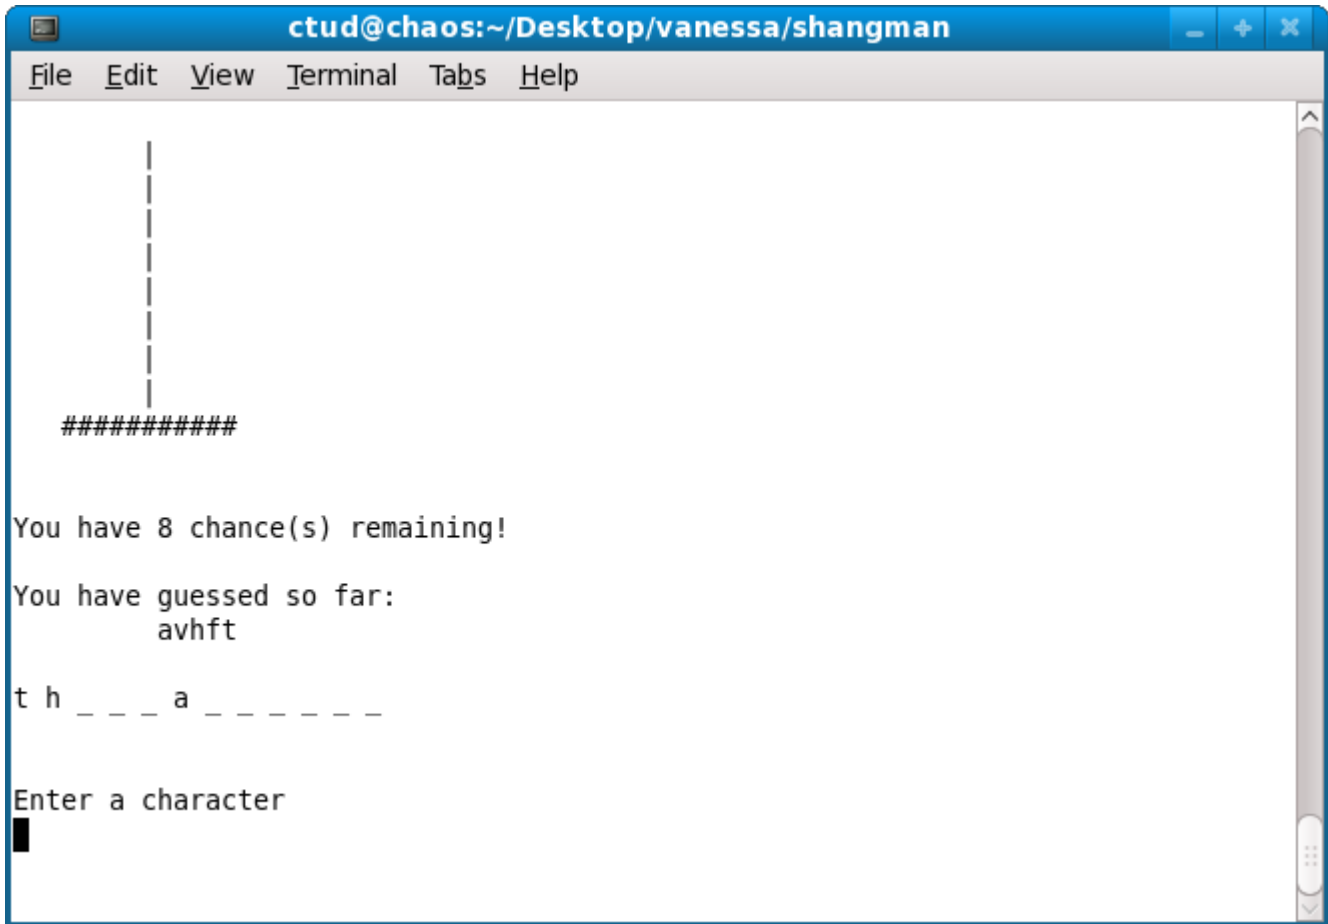 ctud@chaos:~/Desktop/vanessa/shangman
File Edit View Terminal Tabs Help
|
|
|
|
|
|
|
|
###########
You have 8 chance(s) remaining!
You have guessed so far:
avhft
t h _ _ _ a _ _ _ _ _ _
Enter a character